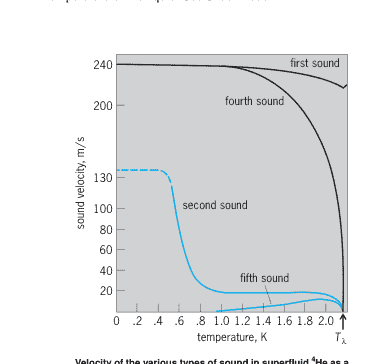 first sound
240
fourth sound
200
sound velocity, m/s
130
second sound
100
80
60
fifth sound
40
20
0 .2 .4 .6 .8 1.0 1.2 1.4 1.6 1.8 2.0 Tλ
temperature, K
Velocity of the various types of sound in superfluid ⁴He as a